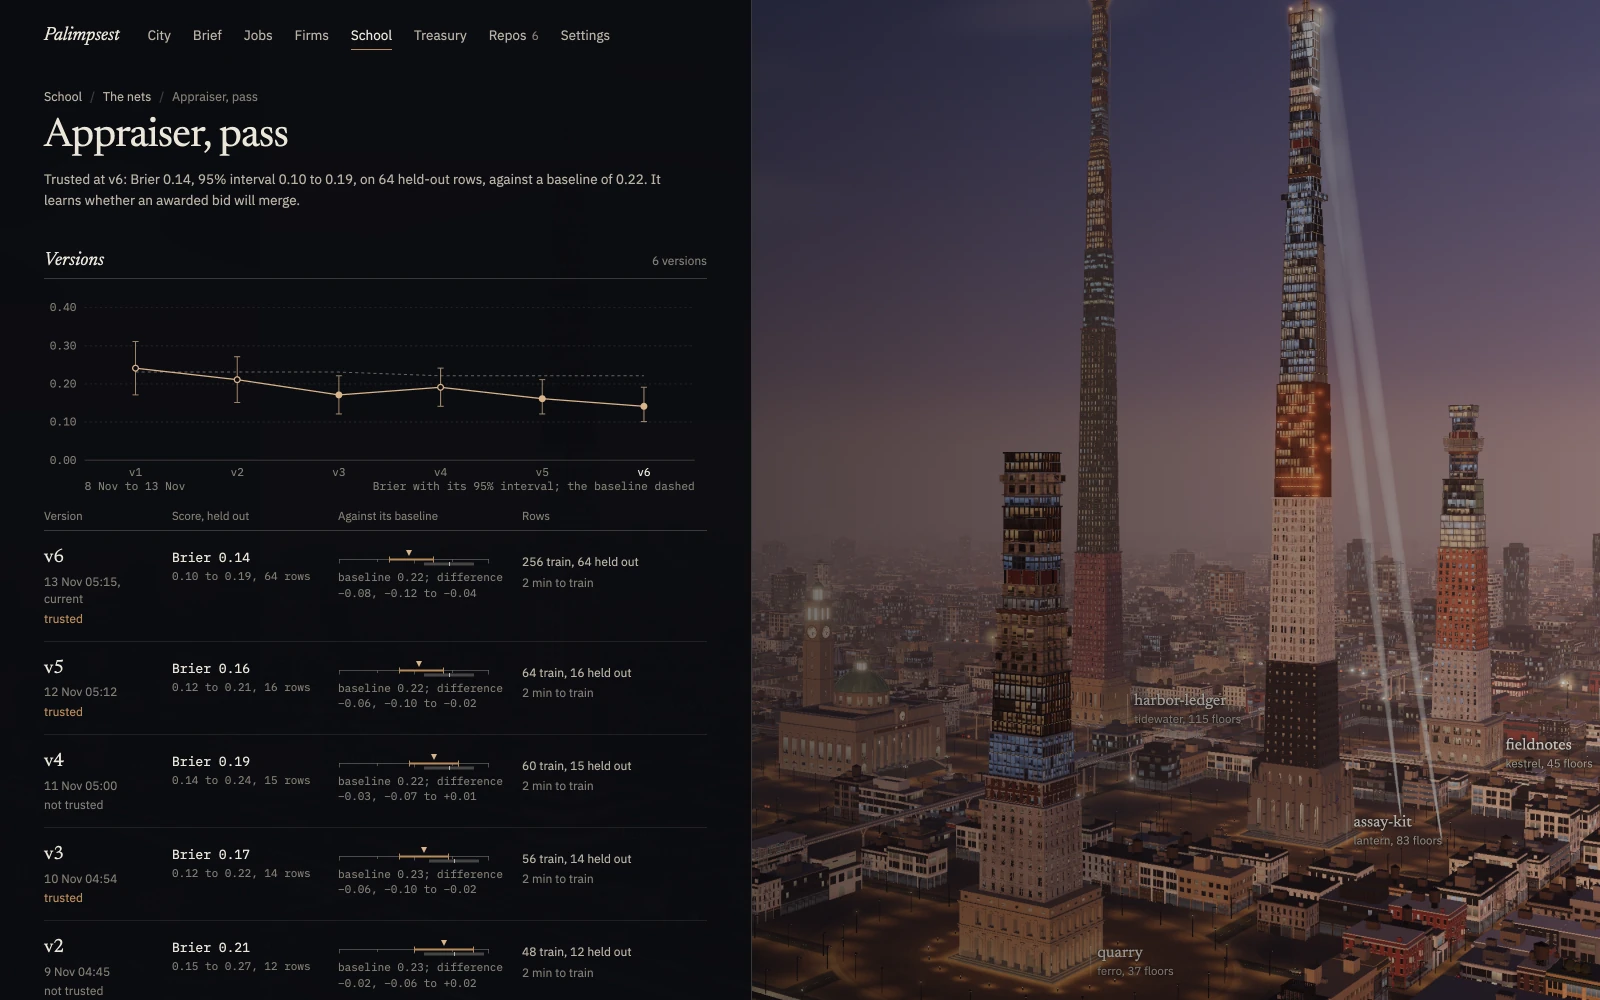 Palimpsest City Brief Jobs Firms School Treasury Repos 6 Settings
School / The nets / Appraiser, pass
Appraiser, pass
Trusted at v6: Brier 0.14, 95% interval 0.10 to 0.19, on 64 held-out rows, against a baseline of 0.22. It
learns whether an awarded bid will merge.
Versions 6 versions
0.40
0.30
0.20
0.10
0.00
v1 v2 v3 v4 v5 v6
8 Nov to 13 Nov Brier with its 95% interval; the baseline dashed
Version Score, held out Against its baseline Rows
v6
13 Nov 05:15,
current
trusted
Brier 0.14
0.10 to 0.19, 64 rows
baseline 0.22; difference
−0.08, −0.12 to −0.04
256 train, 64 held out
2 min to train
v5
12 Nov 05:12
trusted
Brier 0.16
0.12 to 0.21, 16 rows
baseline 0.22; difference
−0.06, −0.10 to −0.02
64 train, 16 held out
2 min to train
v4
11 Nov 05:00
not trusted
Brier 0.19
0.14 to 0.24, 15 rows
baseline 0.22; difference
−0.03, −0.07 to +0.01
60 train, 15 held out
2 min to train
v3
10 Nov 04:54
trusted
Brier 0.17
0.12 to 0.22, 14 rows
baseline 0.23; difference
−0.06, −0.10 to −0.02
56 train, 14 held out
2 min to train
v2
9 Nov 04:45
not trusted
Brier 0.21
0.15 to 0.27, 12 rows
baseline 0.23; difference
−0.02, −0.06 to +0.02
48 train, 12 held out
2 min to train
harbor-ledger
tidewater, 115 floors
fieldnotes
kestrel, 45 floors
assay-kit
lantern, 83 floors
quarry
ferro, 37 floors